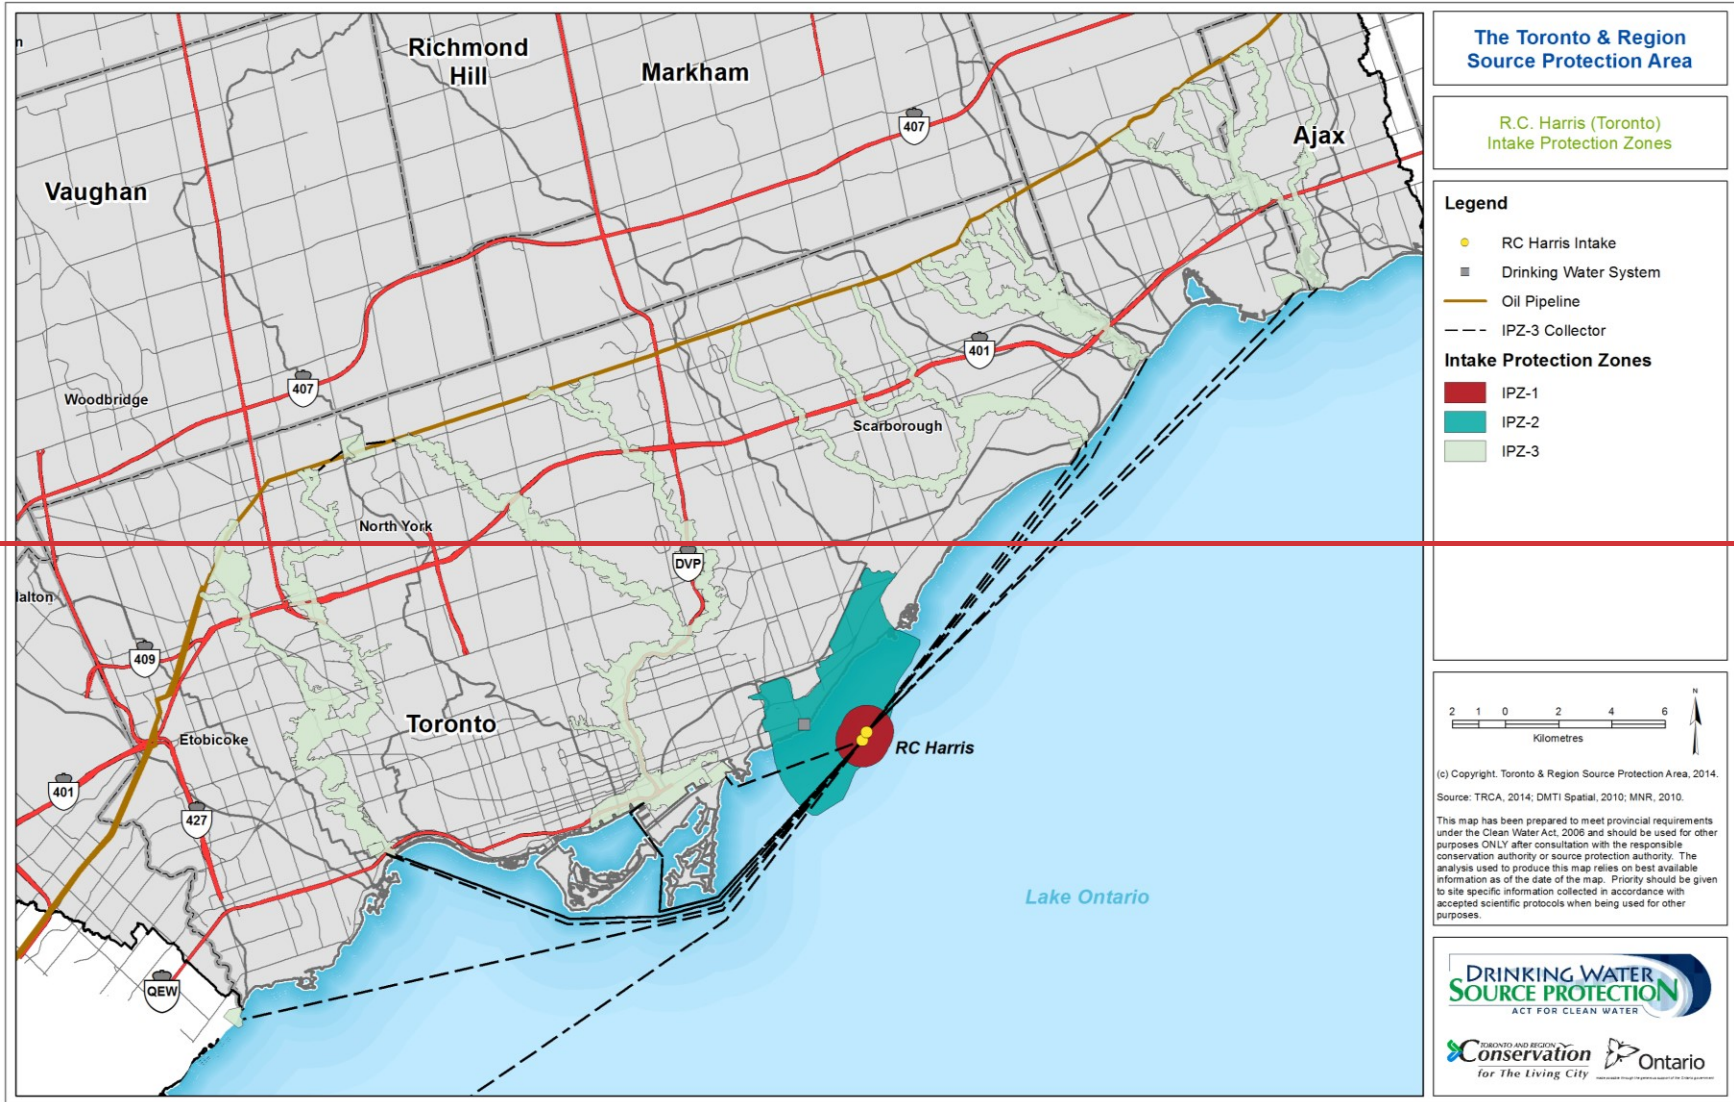 Richmond
Hill
Markham
Vaughan
Ajax
407
407
401
Woodbridge
Scarborough
North York
DVP
409
Toronto
Etobicoke
401
427
RC Harris
Lake Ontario
QEW
The Toronto & Region
Source Protection Area
R.C. Harris (Toronto)
Intake Protection Zones
Legend
RC Harris Intake
Drinking Water System
Oil Pipeline
IPZ-3 Collector
Intake Protection Zones
IPZ-1
IPZ-2
IPZ-3
N
2 1 0 2 4 6
Kilometres
(c) Copyright. Toronto & Region Source Protection Area, 2014.
Source: TRCA, 2014; DMTI Spatial, 2010; MNR, 2010.
This map has been prepared to meet provincial requirements
under the Clean Water Act, 2006 and should be used for other
purposes ONLY after consultation with the responsible
conservation authority or source protection authority. The
analysis used to produce this map relies on best available
information as of the date of the map. Priority should be given
to site specific information collected in accordance with
accepted scientific protocols when being used for other
purposes.
DRINKING WATER
SOURCE PROTECTION
ACT FOR CLEAN WATER
TORONTO AND REGION
Conservation
for The Living City
Ontario